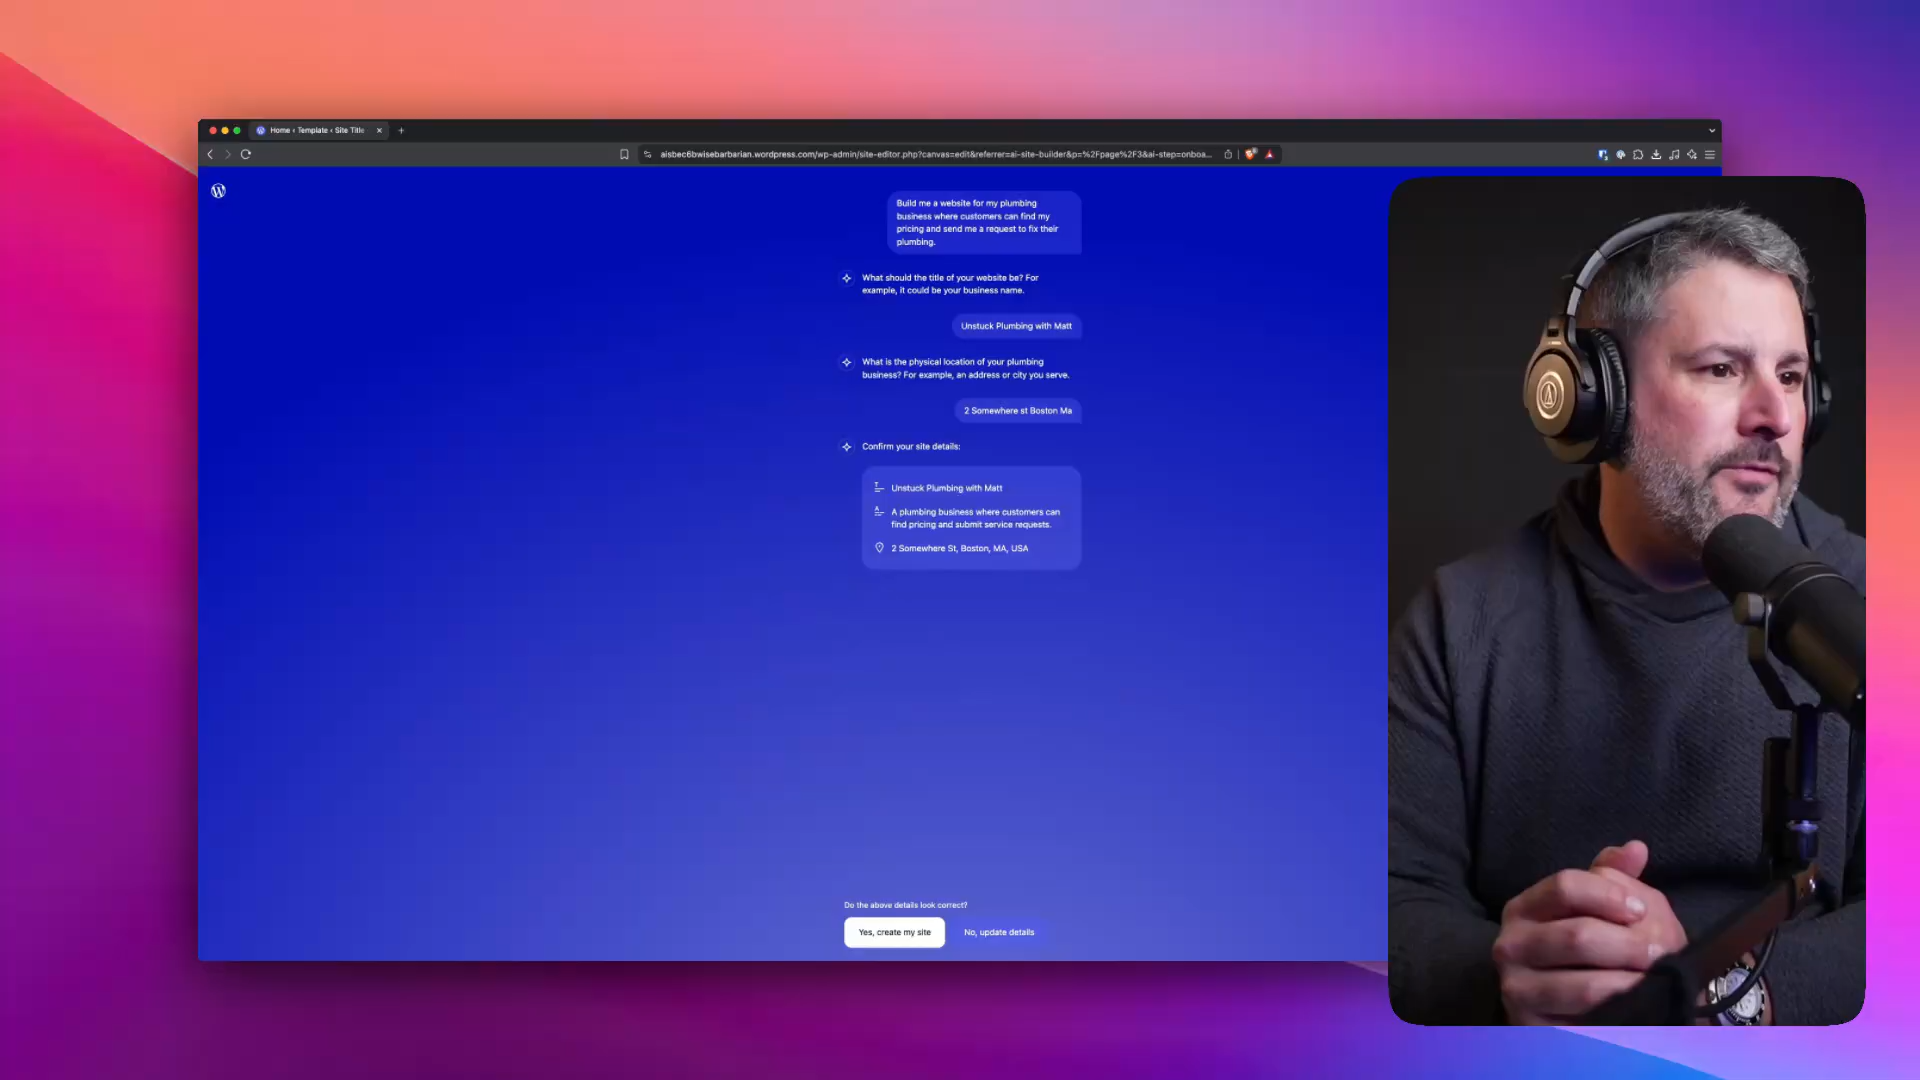 Home ‹ Template ‹ Site Title
aisbec6bwisebarbarian.wordpress.com/wp-admin/site-editor.php?canvas=edit&referrer=ai-site-builder&p=%2Fpage%2F3&ai-step=onboa...
Build me a website for my plumbing
business where customers can find my
pricing and send me a request to fix their
plumbing.
What should the title of your website be? For
example, it could be your business name.
Unstuck Plumbing with Matt
What is the physical location of your plumbing
business? For example, an address or city you serve.
2 Somewhere st Boston Ma
Confirm your site details:
Unstuck Plumbing with Matt
A plumbing business where customers can
find pricing and submit service requests.
2 Somewhere St, Boston, MA, USA
Do the above details look correct?
Yes, create my site
No, update details